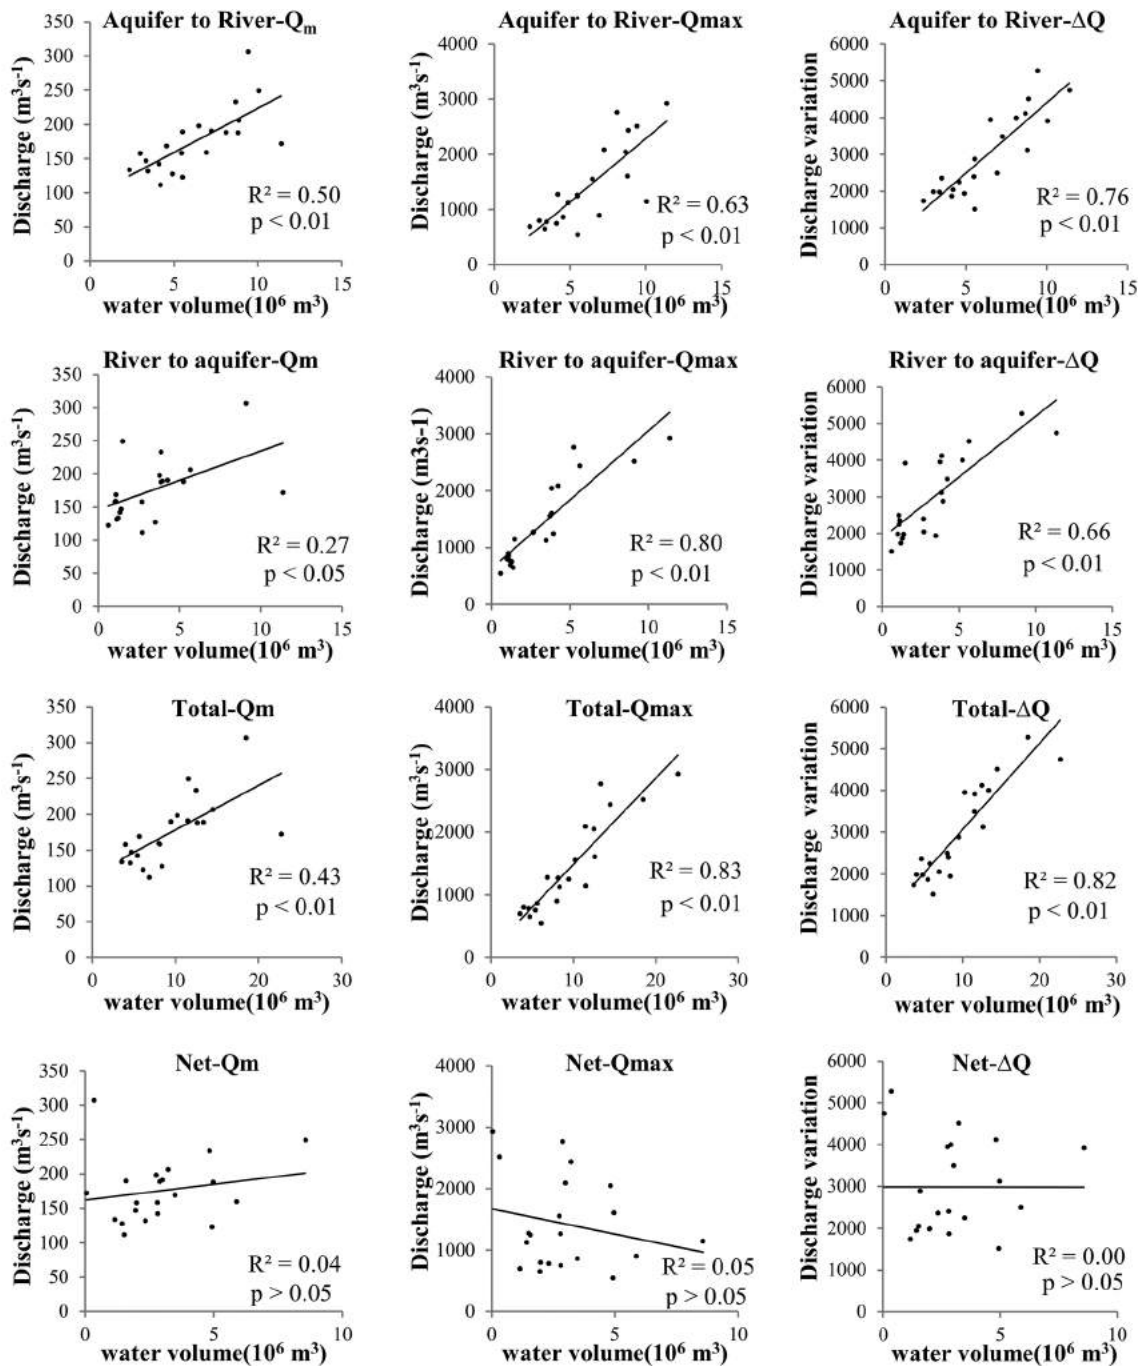 Aquifer to River-Qm
Discharge (m³s⁻¹)
350
300
250
200
150
100
50
0
R² = 0.50
p < 0.01
0 5 10 15
water volume(10⁶ m³)
Aquifer to River-Qmax
Discharge (m³s⁻¹)
4000
3000
2000
1000
0
R² = 0.63
p < 0.01
0 5 10 15
water volume(10⁶ m³)
Aquifer to River-ΔQ
Discharge variation
6000
5000
4000
3000
2000
1000
0
R² = 0.76
p < 0.01
0 5 10 15
water volume(10⁶ m³)
River to aquifer-Qm
Discharge (m³s⁻¹)
350
300
250
200
150
100
50
0
R² = 0.27
p < 0.05
0 5 10 15
water volume(10⁶ m³)
River to aquifer-Qmax
Discharge (m3s-1)
4000
3000
2000
1000
0
R² = 0.80
p < 0.01
0 5 10 15
water volume(10⁶ m³)
River to aquifer-ΔQ
Discharge variation
6000
5000
4000
3000
2000
1000
0
R² = 0.66
p < 0.01
0 5 10 15
water volume(10⁶ m³)
Total-Qm
Discharge (m³s⁻¹)
350
300
250
200
150
100
50
0
R² = 0.43
p < 0.01
0 10 20 30
water volume(10⁶ m³)
Total-Qmax
Discharge (m³s⁻¹)
4000
3000
2000
1000
0
R² = 0.83
p < 0.01
0 10 20 30
water volume(10⁶ m³)
Total-ΔQ
Discharge variation
6000
5000
4000
3000
2000
1000
0
R² = 0.82
p < 0.01
0 10 20 30
water volume(10⁶ m³)
Net-Qm
Discharge (m³s⁻¹)
350
300
250
200
150
100
50
0
R² = 0.04
p > 0.05
0 5 10
water volume(10⁶ m³)
Net-Qmax
Discharge (m³s⁻¹)
4000
3000
2000
1000
0
R² = 0.05
p > 0.05
0 5 10
water volume(10⁶ m³)
Net-ΔQ
Discharge variation
6000
5000
4000
3000
2000
1000
0
R² = 0.00
p > 0.05
0 5 10
water volume(10⁶ m³)